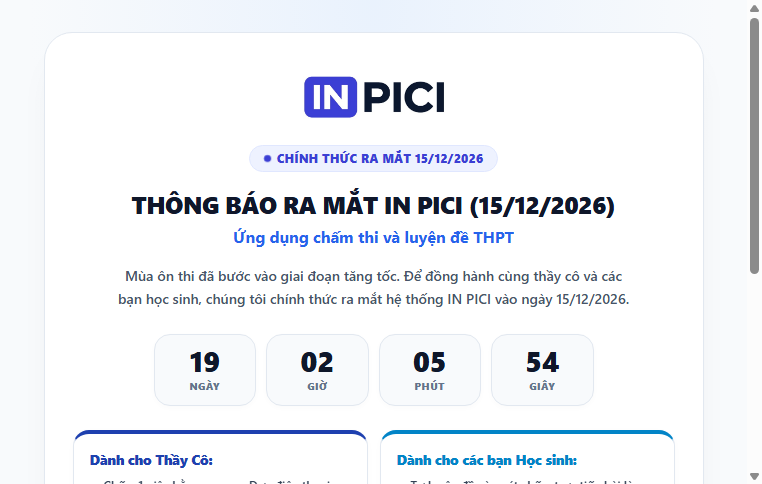 IN PICI
CHÍNH THỨC RA MẮT 15/12/2026
THÔNG BÁO RA MẮT IN PICI (15/12/2026)
Ứng dụng chấm thi và luyện đề THPT
Mùa ôn thi đã bước vào giai đoạn tăng tốc. Để đồng hành cùng thầy cô và các
bạn học sinh, chúng tôi chính thức ra mắt hệ thống IN PICI vào ngày 15/12/2026.
19 02 05 54
NGÀY GIỜ PHÚT GIÂY
Dành cho Thầy Cô: Dành cho các bạn Học sinh: